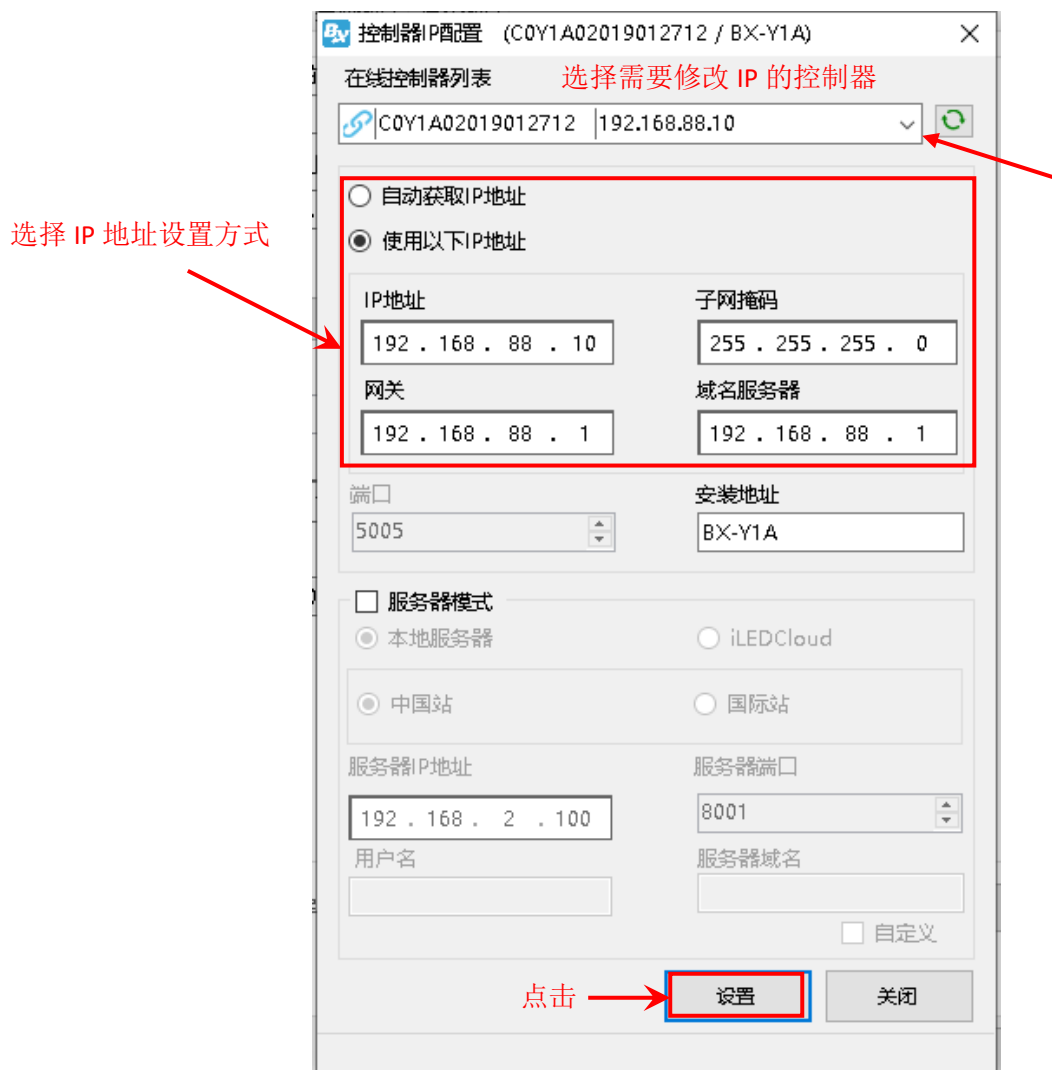 控制器IP配置 (C0Y1A02019012712 / BX-Y1A)
在线控制器列表
选择需要修改 IP 的控制器
C0Y1A02019012712 192.168.88.10
自动获取IP地址
选择 IP 地址设置方式
使用以下IP地址
IP地址 子网掩码
192 . 168 . 88 . 10 255 . 255 . 255 . 0
网关 域名服务器
192 . 168 . 88 . 1 192 . 168 . 88 . 1
端口 安装地址
5005 BX-Y1A
服务器模式
本地服务器 iLEDCloud
中国站 国际站
服务器IP地址 服务器端口
192 . 168 . 2 . 100 8001
用户名 服务器域名
自定义
点击 设置 关闭